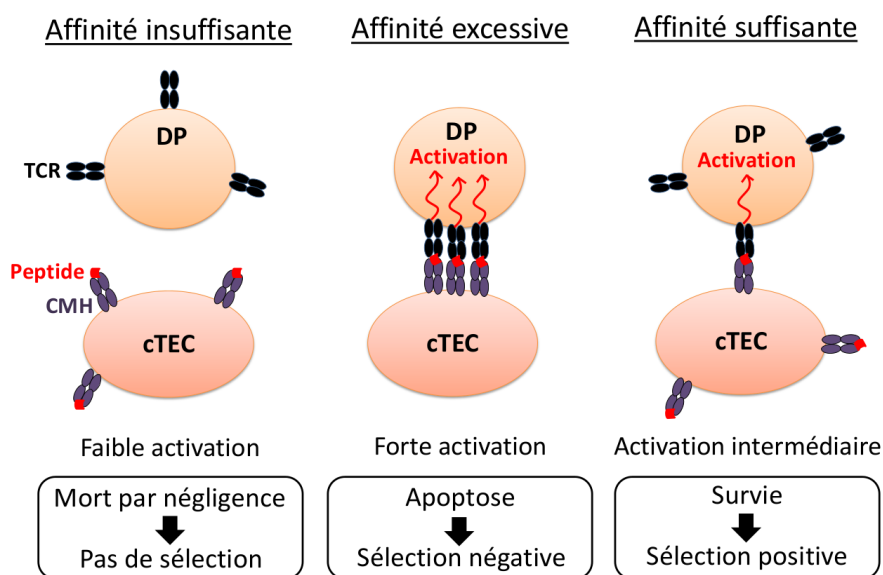 Affinité insuffisante
Affinité excessive
Affinité suffisante
DP
TCR
Peptide
CMH
cTEC
DP
Activation
cTEC
DP
Activation
cTEC
Faible activation
Forte activation
Activation intermédiaire
Mort par négligence
Pas de sélection
Apoptose
Sélection négative
Survie
Sélection positive